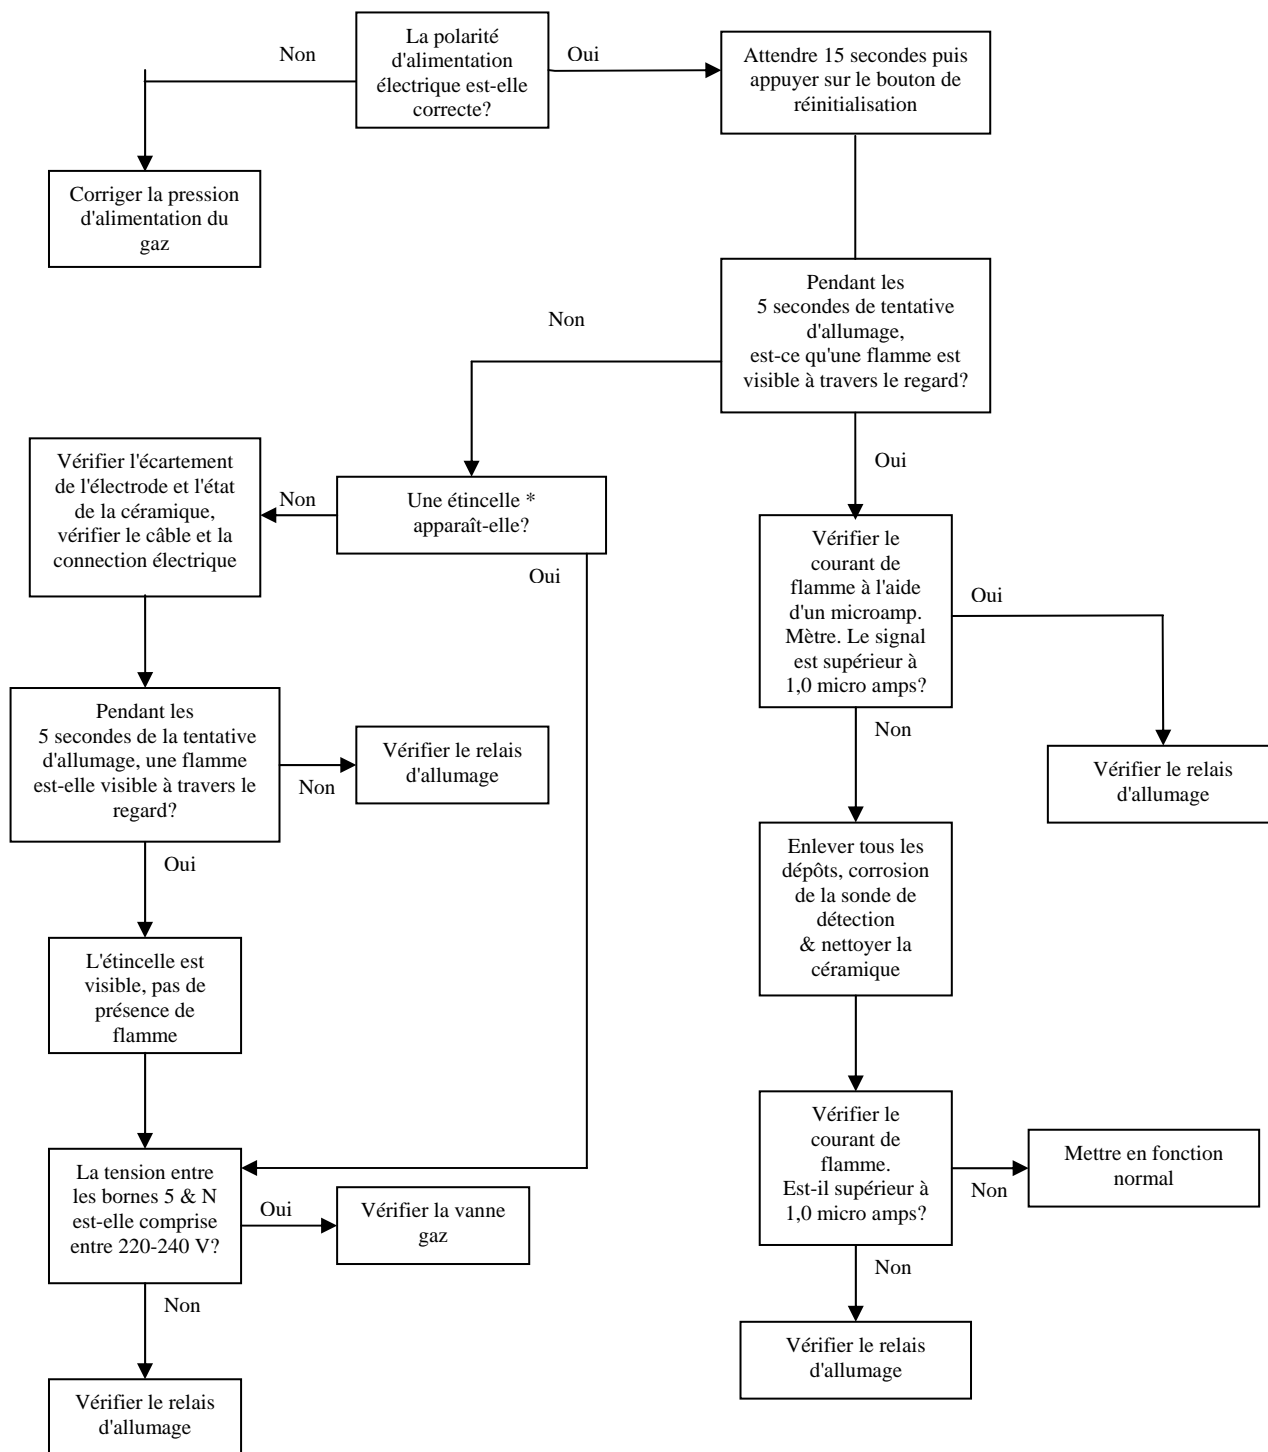 La polarité
d'alimentation
électrique est-elle
correcte?
Non
Oui
Attendre 15 secondes puis
appuyer sur le bouton de
réinitialisation
Corriger la pression
d'alimentation du
gaz
Pendant les
5 secondes de tentative
d'allumage,
est-ce qu'une flamme est
visible à travers le regard?
Non
Oui
Une étincelle *
apparaît-elle?
Non
Oui
Vérifier l'écartement
de l'électrode et l'état
de la céramique,
vérifier le câble et la
connection électrique
Pendant les
5 secondes de la tentative
d'allumage, une flamme
est-elle visible à travers le
regard?
Non
Vérifier le relais
d'allumage
Oui
L'étincelle est
visible, pas de
présence de
flamme
La tension entre
les bornes 5 & N
est-elle comprise
entre 220-240 V?
Oui
Vérifier la vanne
gaz
Non
Vérifier le relais
d'allumage
Vérifier le
courant de
flamme à l'aide
d'un microamp.
Mètre. Le signal
est supérieur à
1,0 micro amps?
Oui
Vérifier le relais
d'allumage
Non
Enlever tous les
dépôts, corrosion
de la sonde de
détection
& nettoyer la
céramique
Vérifier le
courant de
flamme.
Est-il supérieur à
1,0 micro amps?
Non
Mettre en fonction
normal
Non
Vérifier le relais
d'allumage